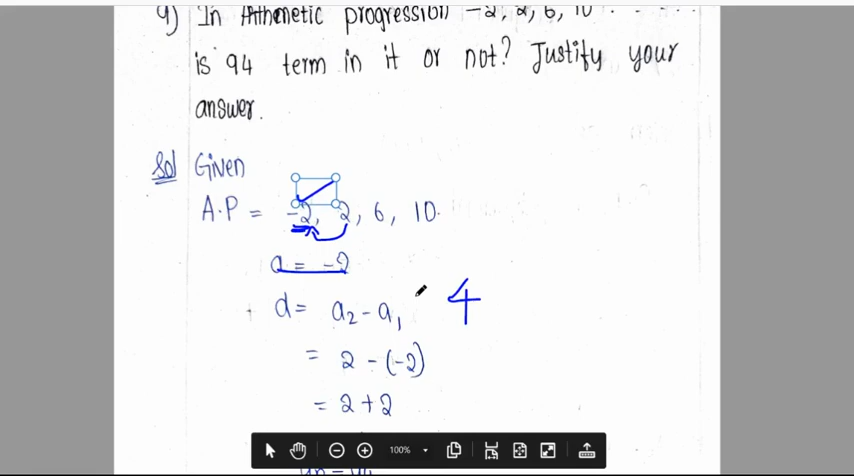 9) In Arithmetic progression -2, 2, 6, 10 . . . . . .
is 94 term in it or not? Justify your
answer.
Sol Given
A.P = -2, 2, 6, 10.
a = -2
d = a₂ - a₁ 4
= 2 - (-2)
= 2 + 2
100%